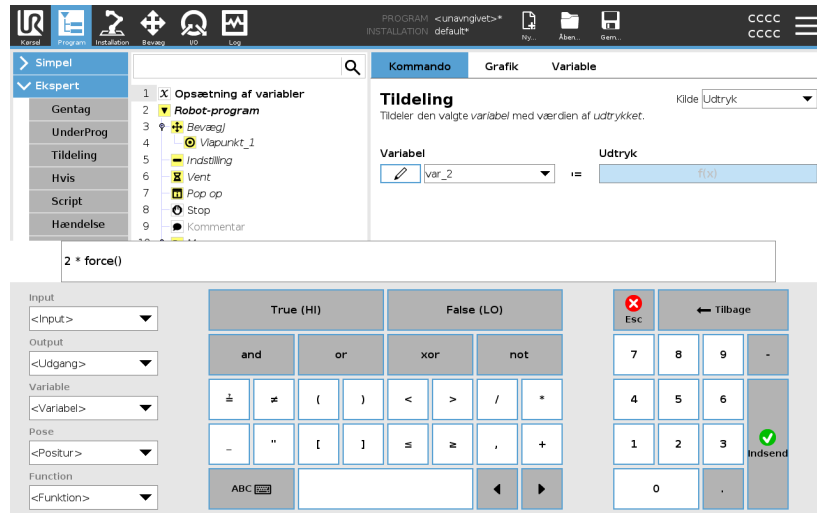 UR
PROGRAM <unavngivet>*
INSTALLATION default*
CCCC
CCCC
Kørsel Program Installation Bevæg I/O Log Ny... Åben... Gem...
Simpel
Ekspert
Gentag
UnderProg
Tildeling
Hvis
Script
Hændelse
1 X Opsætning af variabler
2 Robot-program
3 BevægJ
4 Viapunkt_1
5 Indstilling
6 Vent
7 Pop op
8 Stop
9 Kommentar
Kommando Grafik Variable
Tildeling
Kilde Udtryk
Tildeler den valgte variabel med værdien af udtrykket.
Variabel Udtryk
var_2 := f(x)
2 * force()
Input
<Input>
Output
<Udgang>
Variable
<Variabel>
Pose
<Positur>
Function
<Funktion>
True (HI) False (LO)
and or xor not
≟ ≠ ( ) < > / *
_ " [ ] ≤ ≥ , +
ABC
Esc Tilbage
7 8 9 -
4 5 6
1 2 3 Indsend
0 .